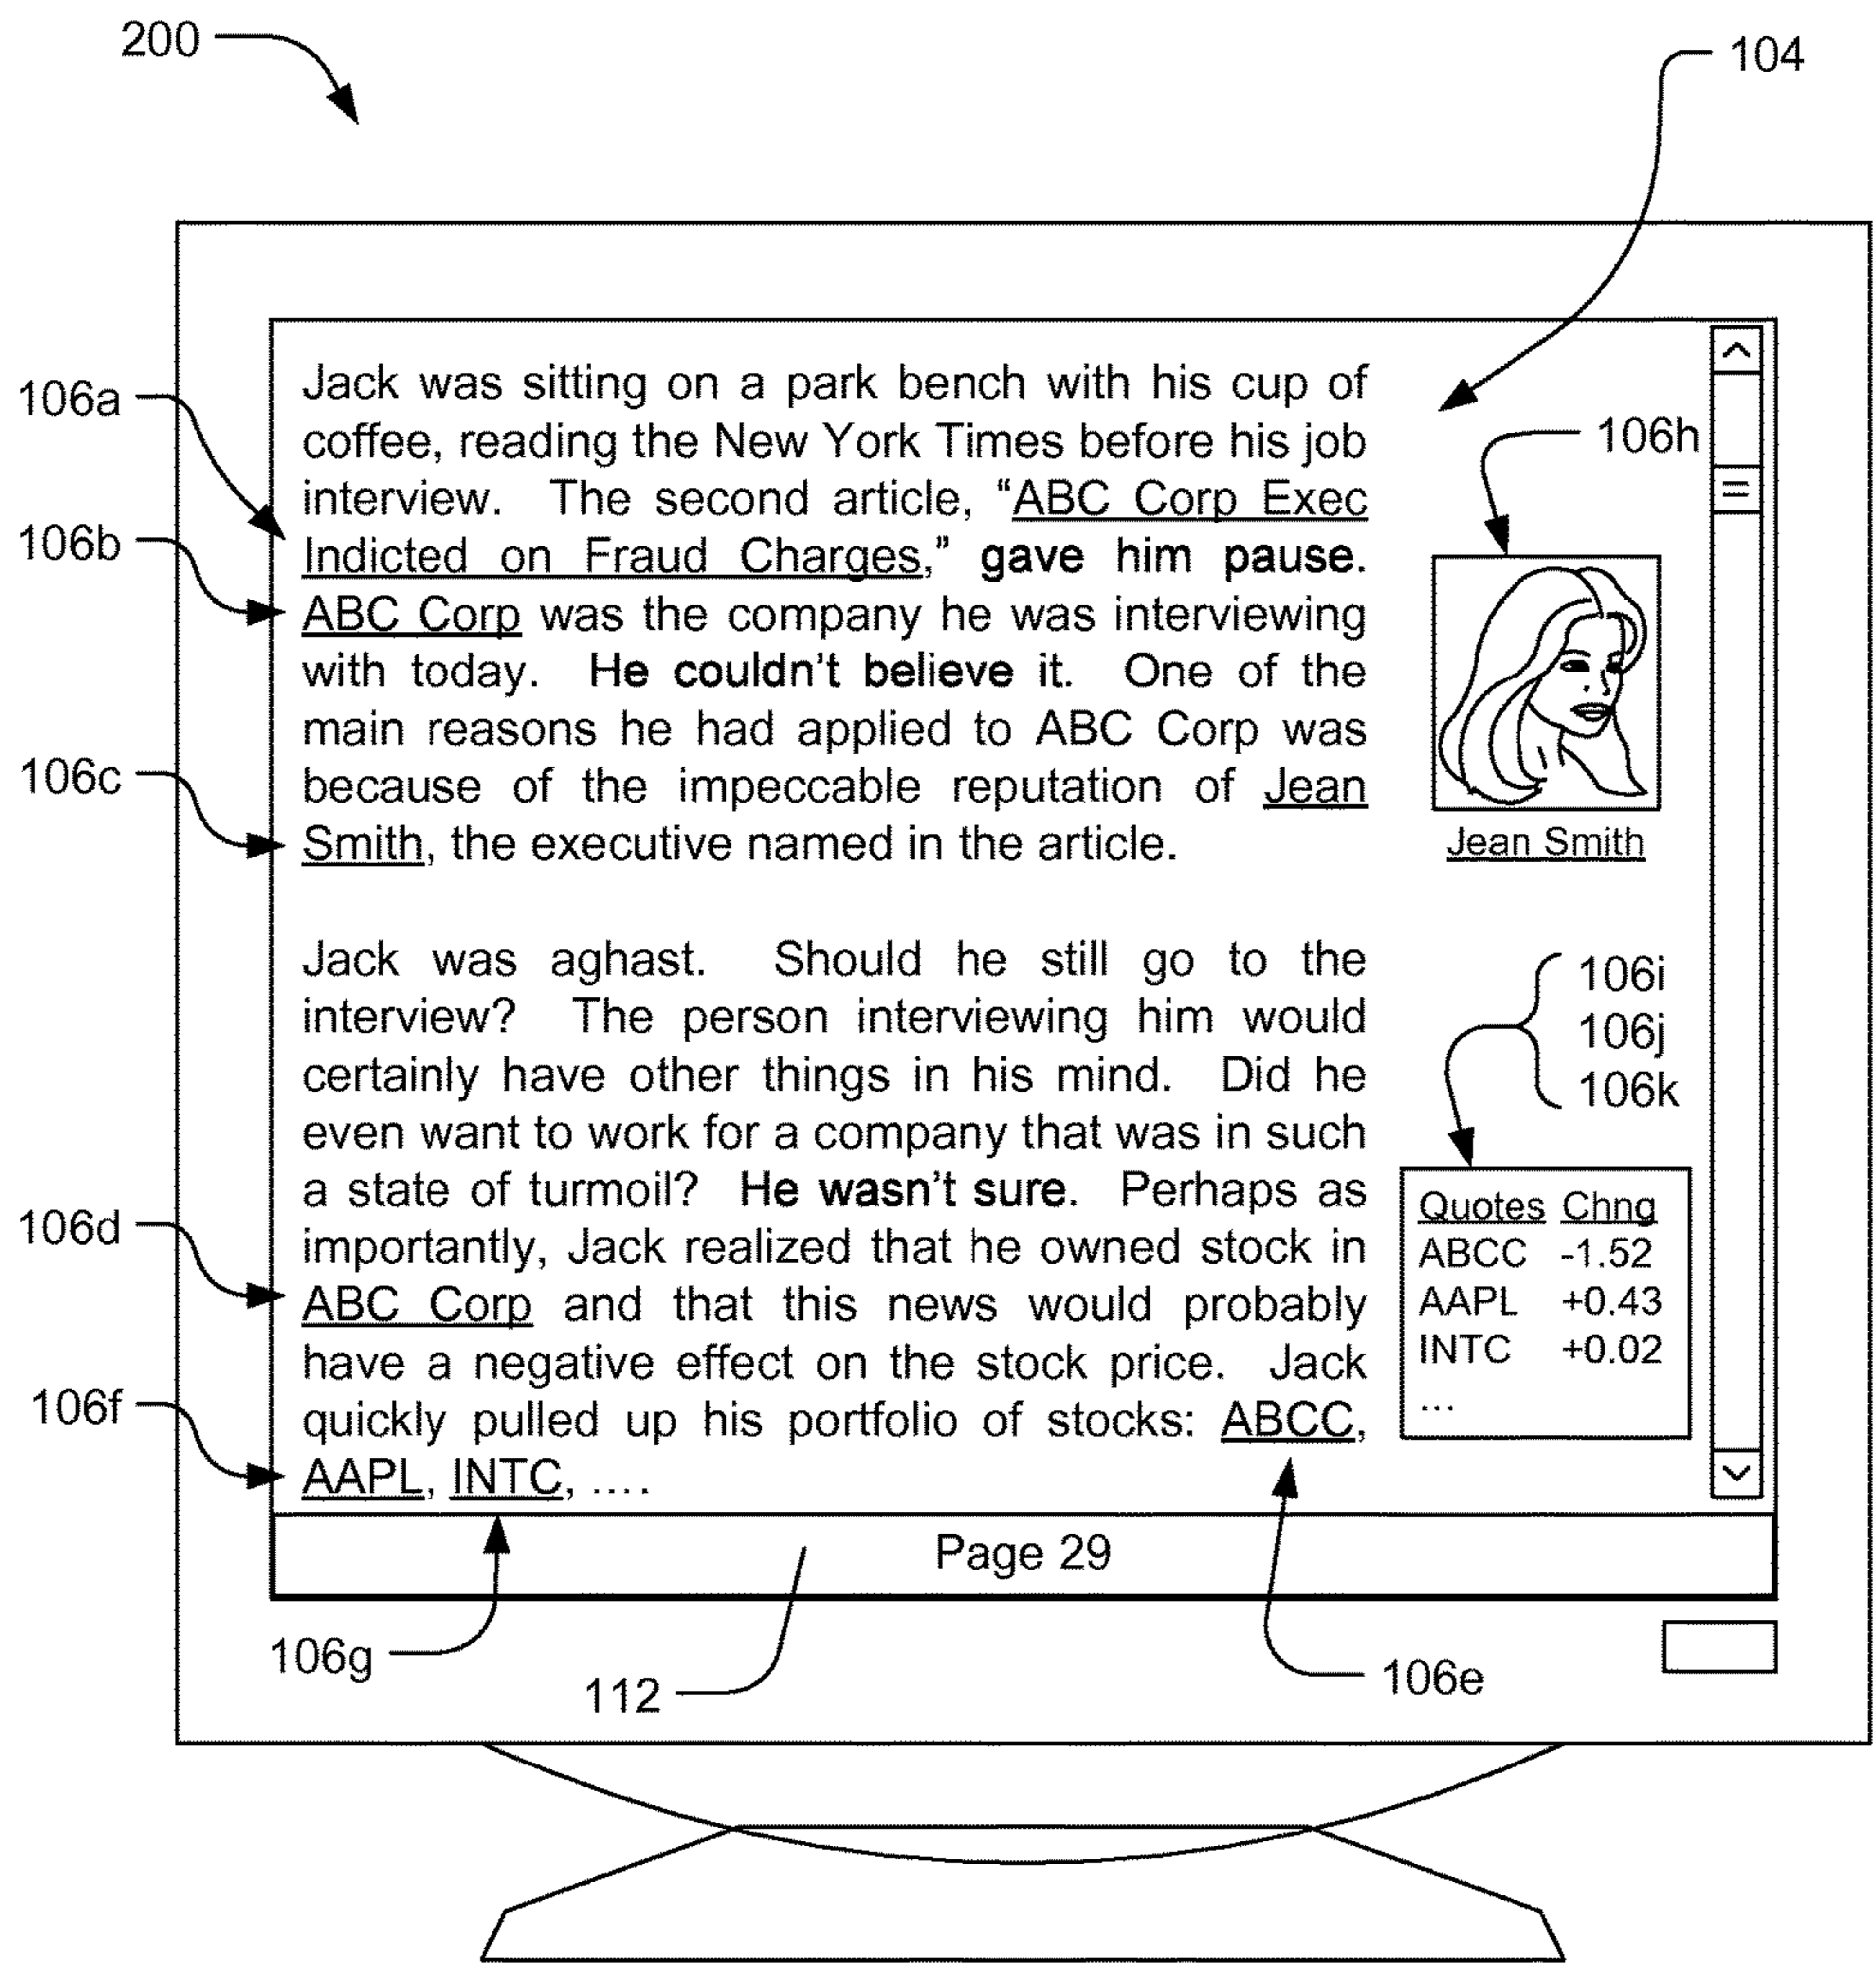 200
104
106a
106b
106c
106d
106f
Jack was sitting on a park bench with his cup of
coffee, reading the New York Times before his job
interview. The second article, “ABC Corp Exec
Indicted on Fraud Charges,” gave him pause.
ABC Corp was the company he was interviewing
with today. He couldn't believe it. One of the
main reasons he had applied to ABC Corp was
because of the impeccable reputation of Jean
Smith, the executive named in the article.
Jack was aghast. Should he still go to the
interview? The person interviewing him would
certainly have other things in his mind. Did he
even want to work for a company that was in such
a state of turmoil? He wasn't sure. Perhaps as
importantly, Jack realized that he owned stock in
ABC Corp and that this news would probably
have a negative effect on the stock price. Jack
quickly pulled up his portfolio of stocks: ABCC,
AAPL, INTC, ....
106h
Jean Smith
106i
106j
106k
Quotes Chng
ABCC -1.52
AAPL +0.43
INTC +0.02
...
Page 29
106g
112
106e